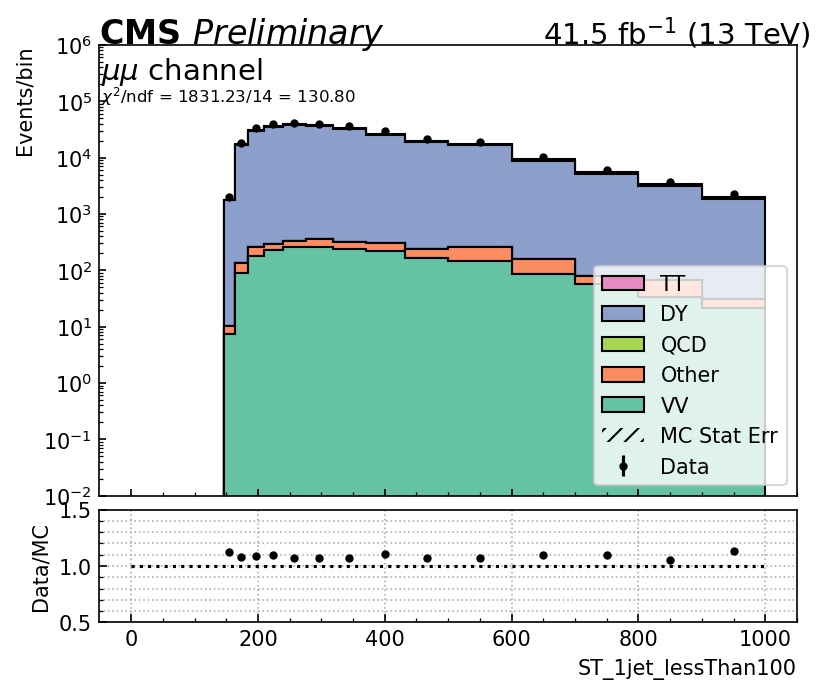 CMS Preliminary 41.5 fb⁻¹ (13 TeV)
Events/bin
μμ channel
χ²/ndf = 1831.23/14 = 130.80
10⁶
10⁵
10⁴
10³
10²
10¹
10⁰
10⁻¹
10⁻²
TT
DY
QCD
Other
VV
MC Stat Err
Data
Data/MC
1.5
1.0
0.5
0 200 400 600 800 1000
ST_1jet_lessThan100